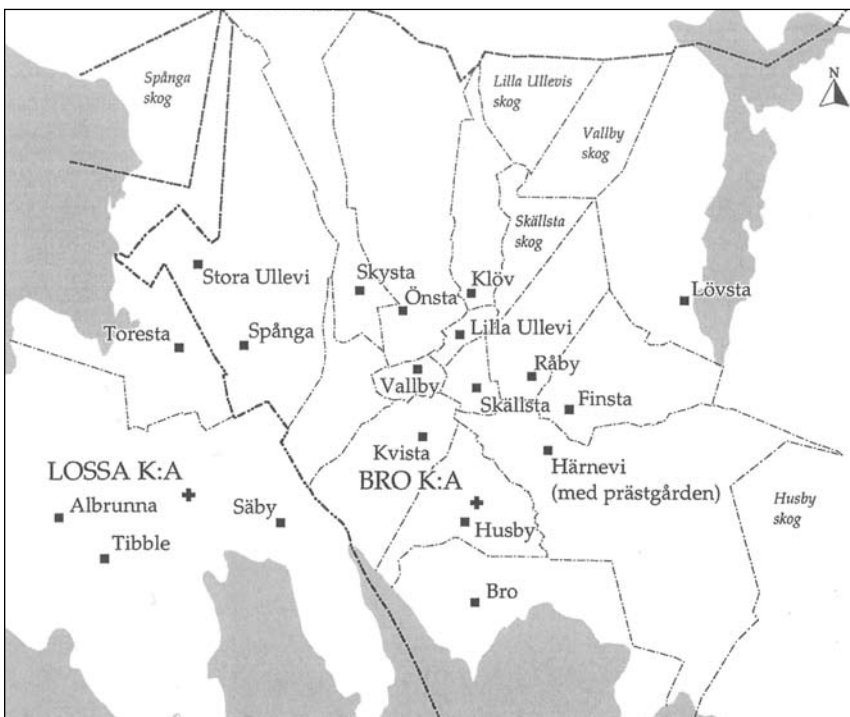 Spånga
skog
Lilla Ullevis
skog
N
Vallby
skog
Skällsta
skog
Stora Ullevi
Skysta
Klöv
Önsta
Lövsta
Toresta
Spånga
Lilla Ullevi
Vallby
Råby
Skällsta
Finsta
Kvista
LOSSA K:A
BRO K:A
Härnevi
(med prästgården)
Albrunna
Säby
Husby
Husby
skog
Tibble
Bro